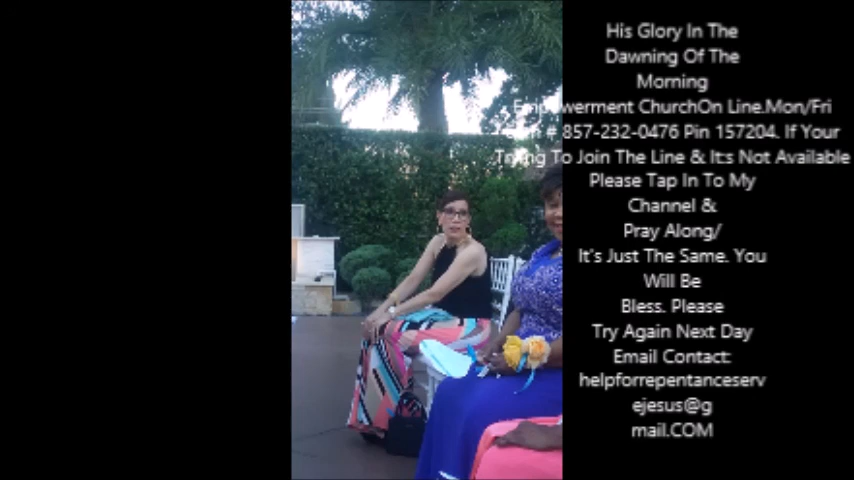 His Glory In The
Dawning Of The
Morning
Empowerment ChurchOn Line.Mon/Fri
# 857-232-0476 Pin 157204. If Your
Trying To Join The Line & It:s Not Available
Please Tap In To My
Channel &
Pray Along/
It's Just The Same. You
Will Be
Bless. Please
Try Again Next Day
Email Contact:
helpforrepentanceserv
ejesus@g
mail.COM